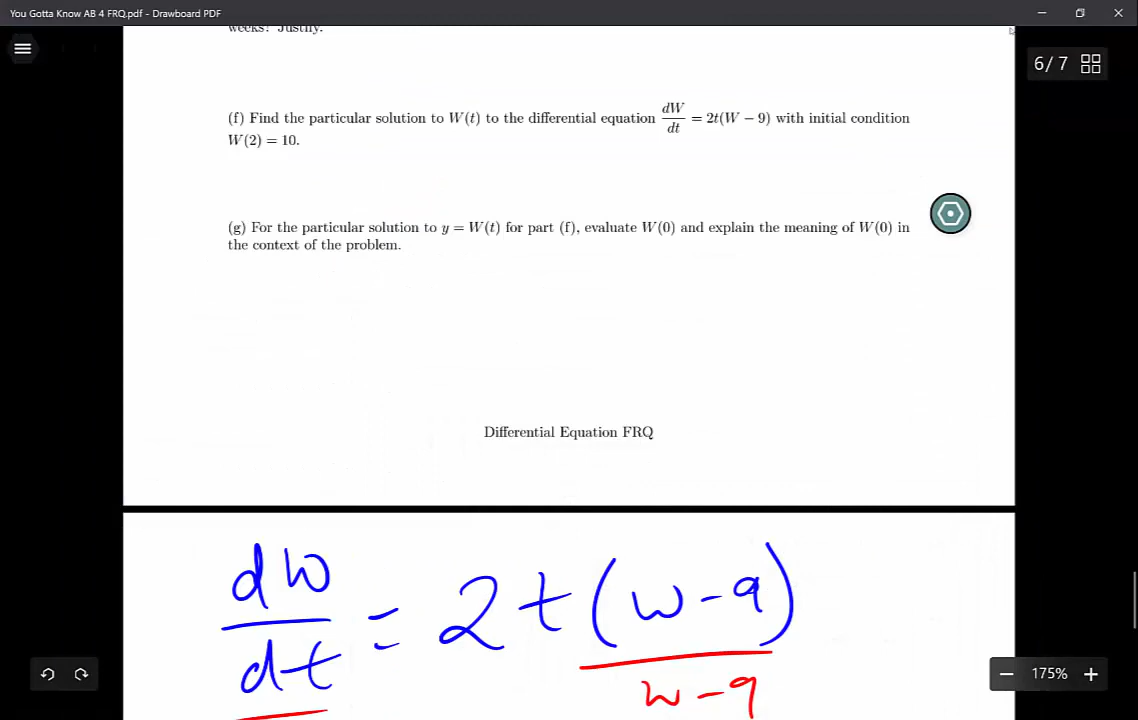 You Gotta Know AB 4 FRQ.pdf - Drawboard PDF
weeks? Justify.
6/ 7
(f) Find the particular solution to W(t) to the differential equation dW/dt = 2t(W − 9) with initial condition
W(2) = 10.
(g) For the particular solution to y = W(t) for part (f), evaluate W(0) and explain the meaning of W(0) in
the context of the problem.
Differential Equation FRQ
dW/dt = 2t(W-9)
W-9
175%